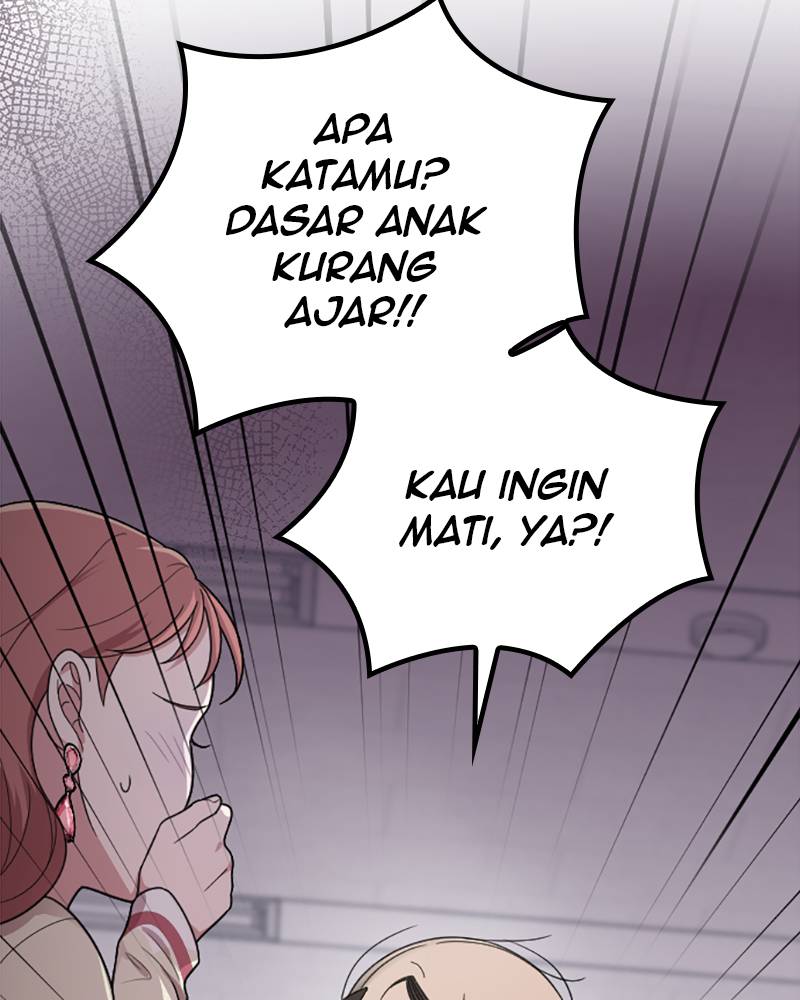 APA
KATAMU?
DASAR ANAK
KURANG
AJAR!!
KAU INGIN
MATI, YA?!